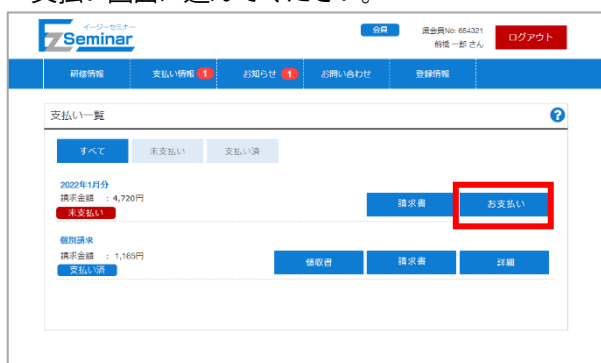 支払い画面に進んでください。
イージーセミナー
EZ Seminar
会員 県会員No: 654321
前橋 一郎 さん
ログアウト
研修情報 支払い情報 1 お知らせ 1 お問い合わせ 登録情報
支払い一覧 ?
すべて 未支払い 支払い済
2022年1月分
請求金額 : 4,720円
未支払い
請求書 お支払い
個別請求
請求金額 : 1,165円
支払い済
領収書 請求書 詳細